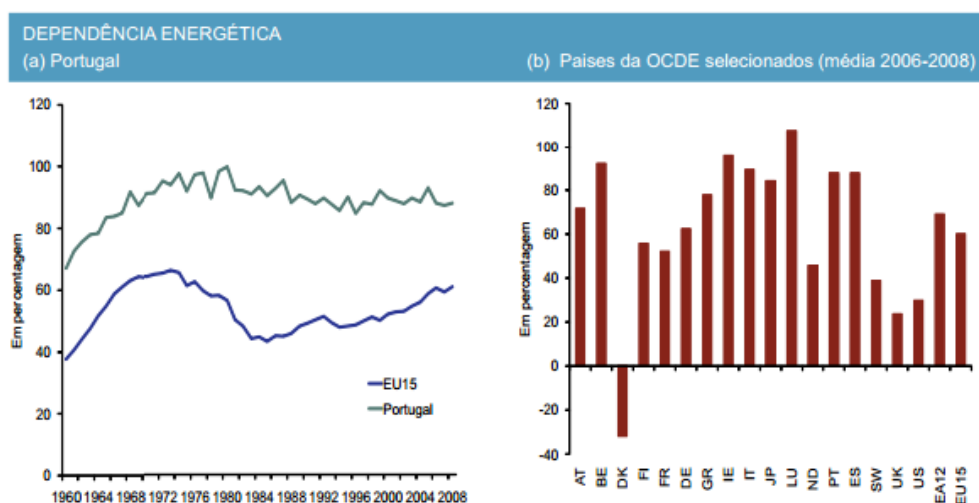 DEPENDÊNCIA ENERGÉTICA
(a) Portugal
(b) Paises da OCDE selecionados (média 2006-2008)
120
100
80
60
40
20
0
Em percentagem
EU15
Portugal
1960 1964 1968 1972 1976 1980 1984 1988 1992 1996 2000 2004 2008
120
100
80
60
40
20
0
-20
-40
Em percentagem
AT BE DK FI FR DE GR IE IT JP LU ND PT ES SW UK US EA12 EU15